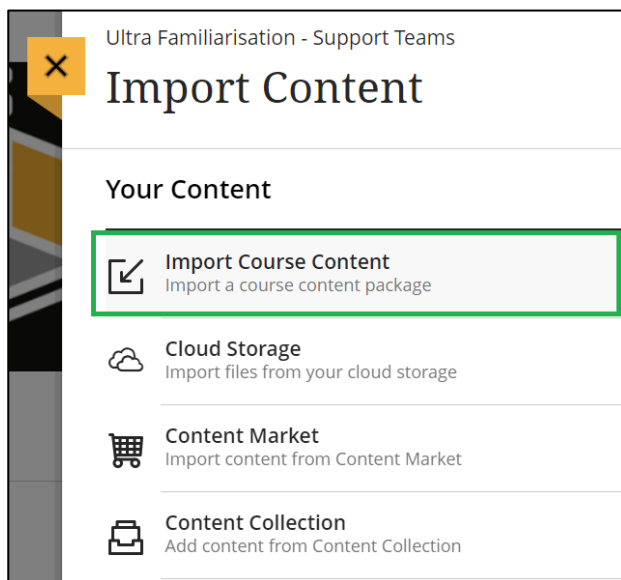 Ultra Familiarisation - Support Teams
Import Content
Your Content
Import Course Content
Import a course content package
Cloud Storage
Import files from your cloud storage
Content Market
Import content from Content Market
Content Collection
Add content from Content Collection